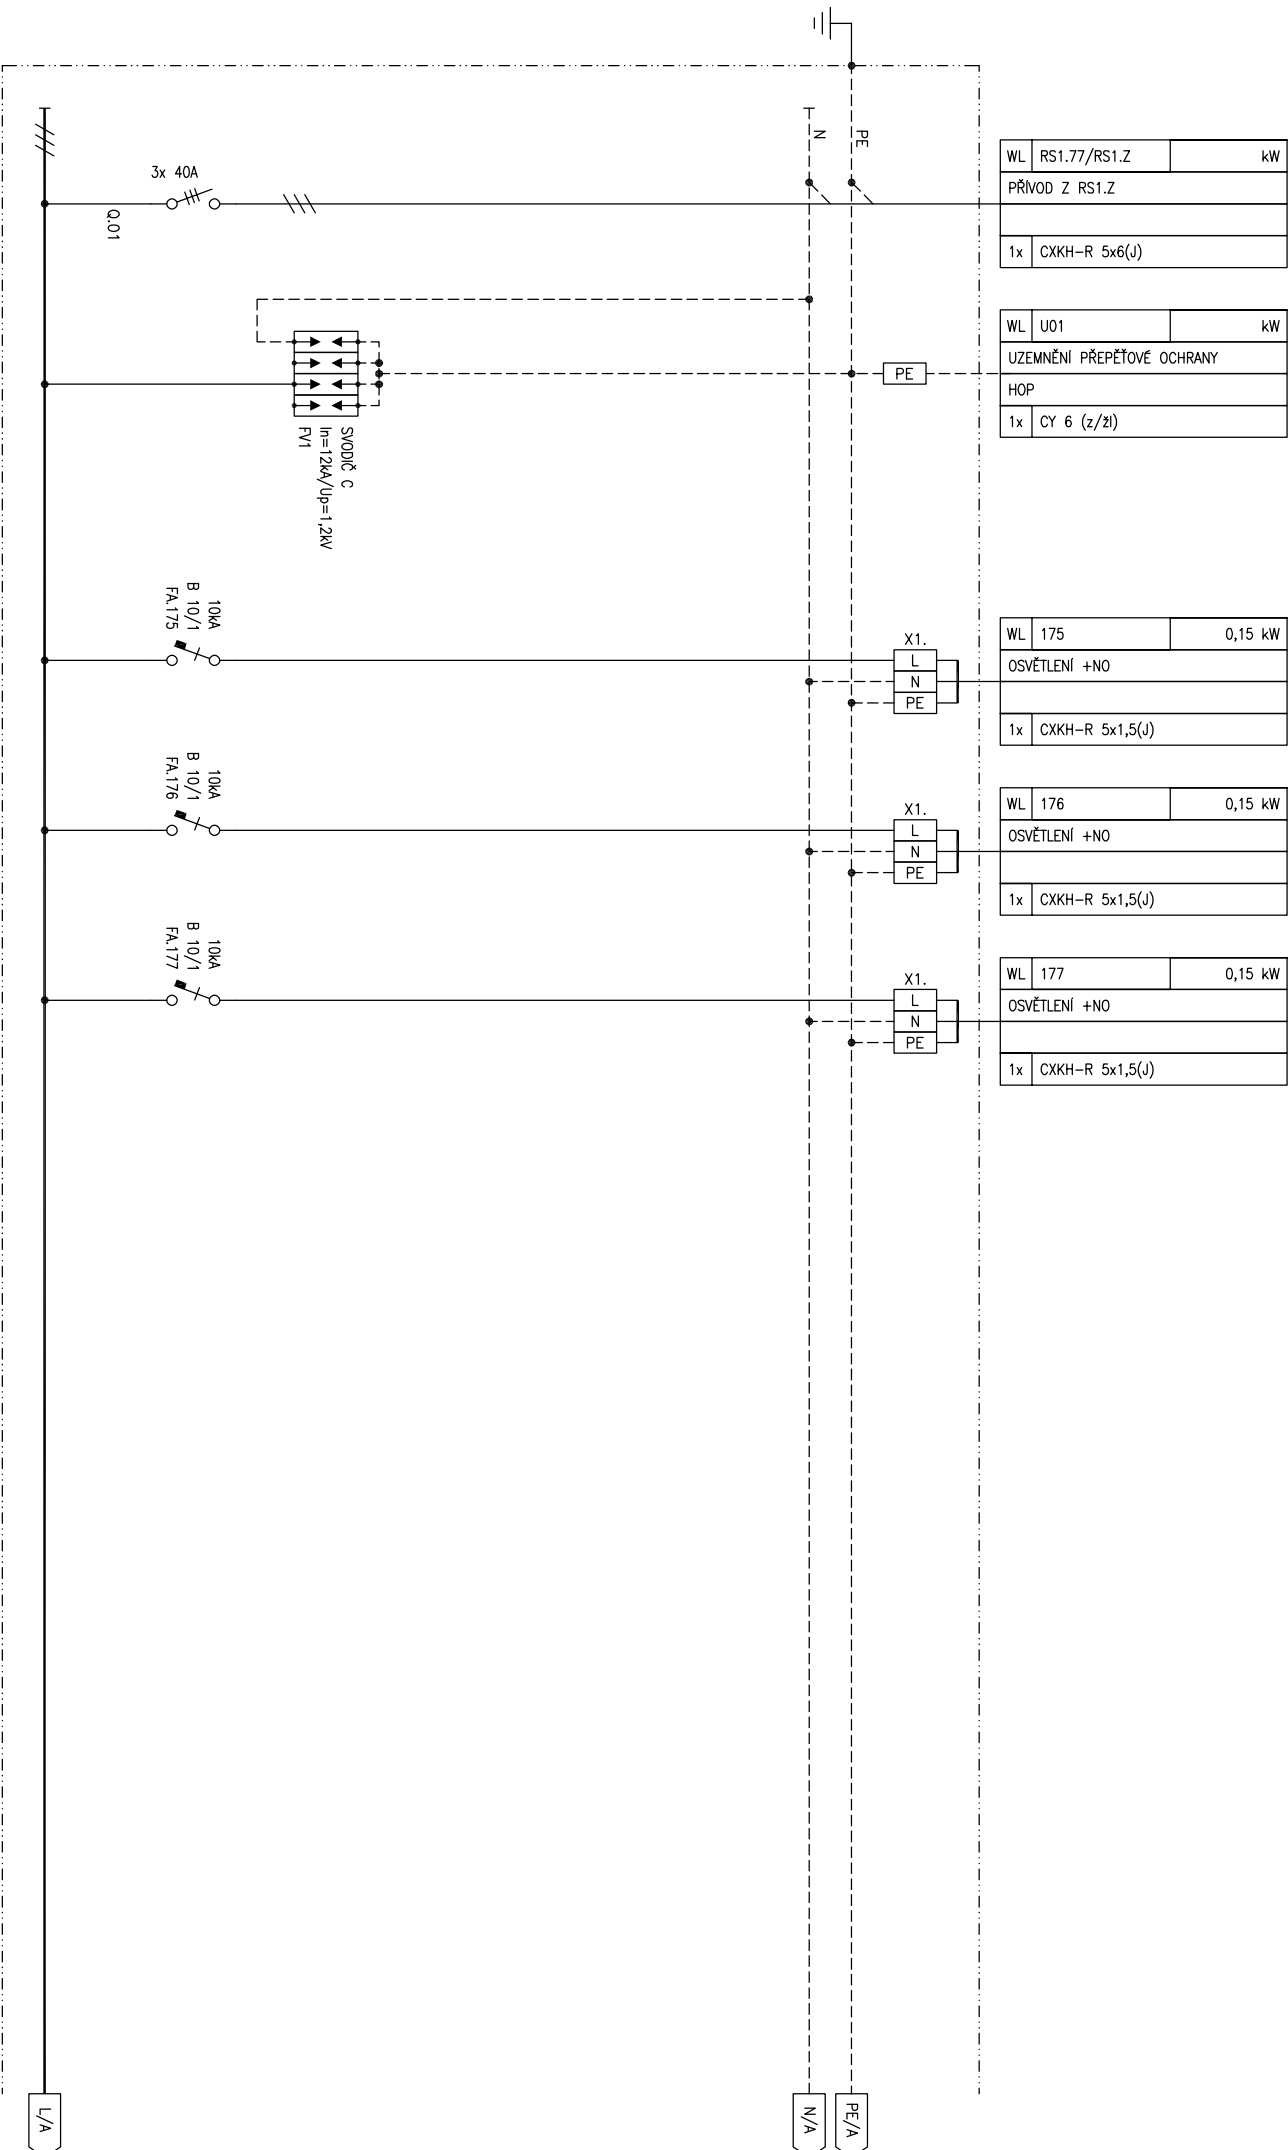 N
PE
WL RS1.77/RS1.Z kW
PŘÍVOD Z RS1.Z
1x CXKH-R 5x6(J)
3x 40A
Q.01
WL U01 kW
UZEMNĚNÍ PŘEPĚŤOVÉ OCHRANY
HOP
1x CY 6 (z/žl)
PE
SVODIČ C
In=12kA/Up=1,2kV
FV1
10kA
B 10/1
FA.175
X1.
L
N
PE
WL 175 0,15 kW
OSVĚTLENÍ +NO
1x CXKH-R 5x1,5(J)
10kA
B 10/1
FA.176
X1.
L
N
PE
WL 176 0,15 kW
OSVĚTLENÍ +NO
1x CXKH-R 5x1,5(J)
10kA
B 10/1
FA.177
X1.
L
N
PE
WL 177 0,15 kW
OSVĚTLENÍ +NO
1x CXKH-R 5x1,5(J)
L/A
N/A
PE/A